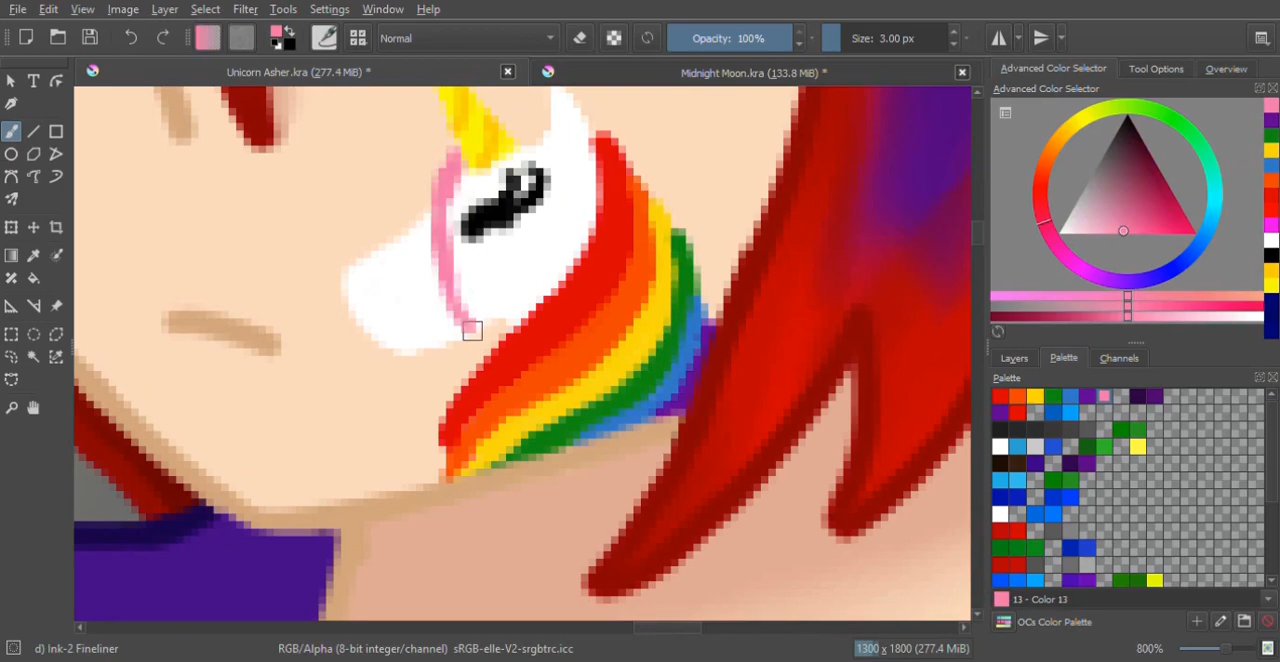 File Edit View Image Layer Select Filter Tools Settings Window Help
Normal Opacity: 100% Size: 3.00 px
Unicorn Asher.kra (277.4 MiB) * Midnight Moon.kra (133.8 MiB) * Advanced Color Selector Tool Options Overview
Advanced Color Selector
Layers Palette Channels
Palette
13 - Color 13
OCs Color Palette
d) Ink-2 Fineliner RGB/Alpha (8-bit integer/channel) sRGB-elle-V2-srgbtrc.icc 1300 x 1800 (277.4 MiB) 800%